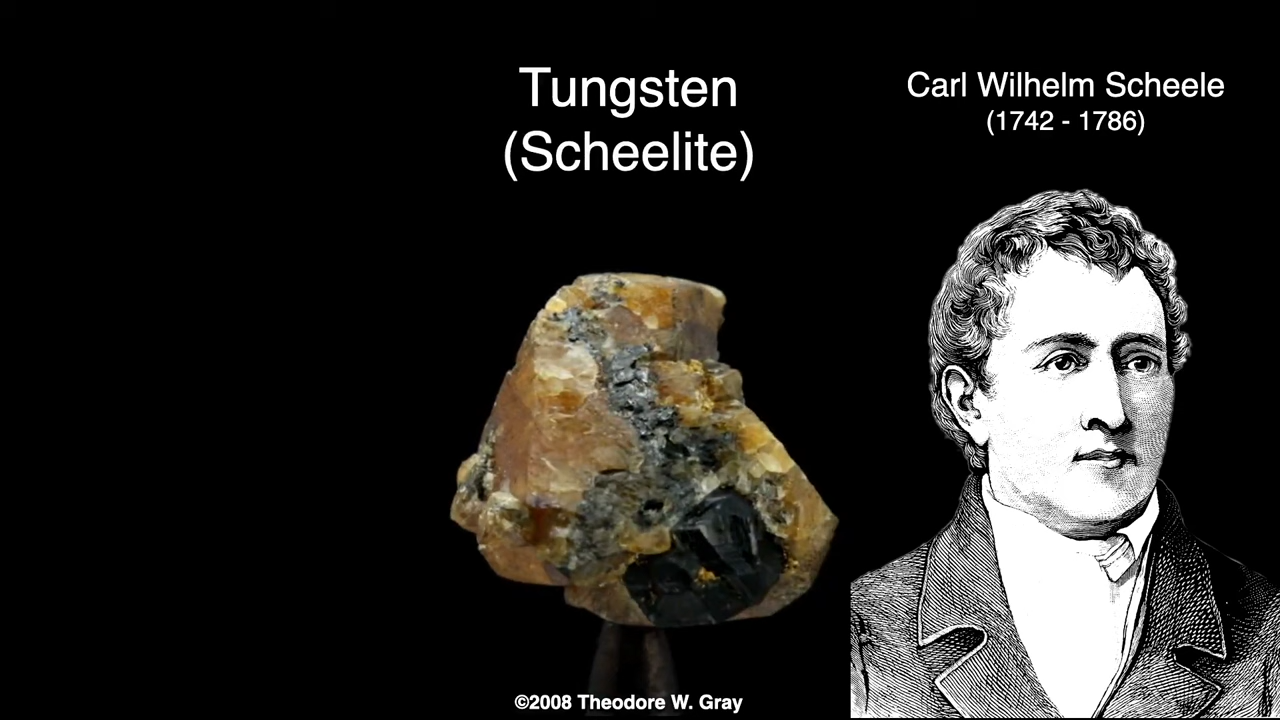 Tungsten
(Scheelite)
Carl Wilhelm Scheele
(1742 - 1786)
©2008 Theodore W. Gray